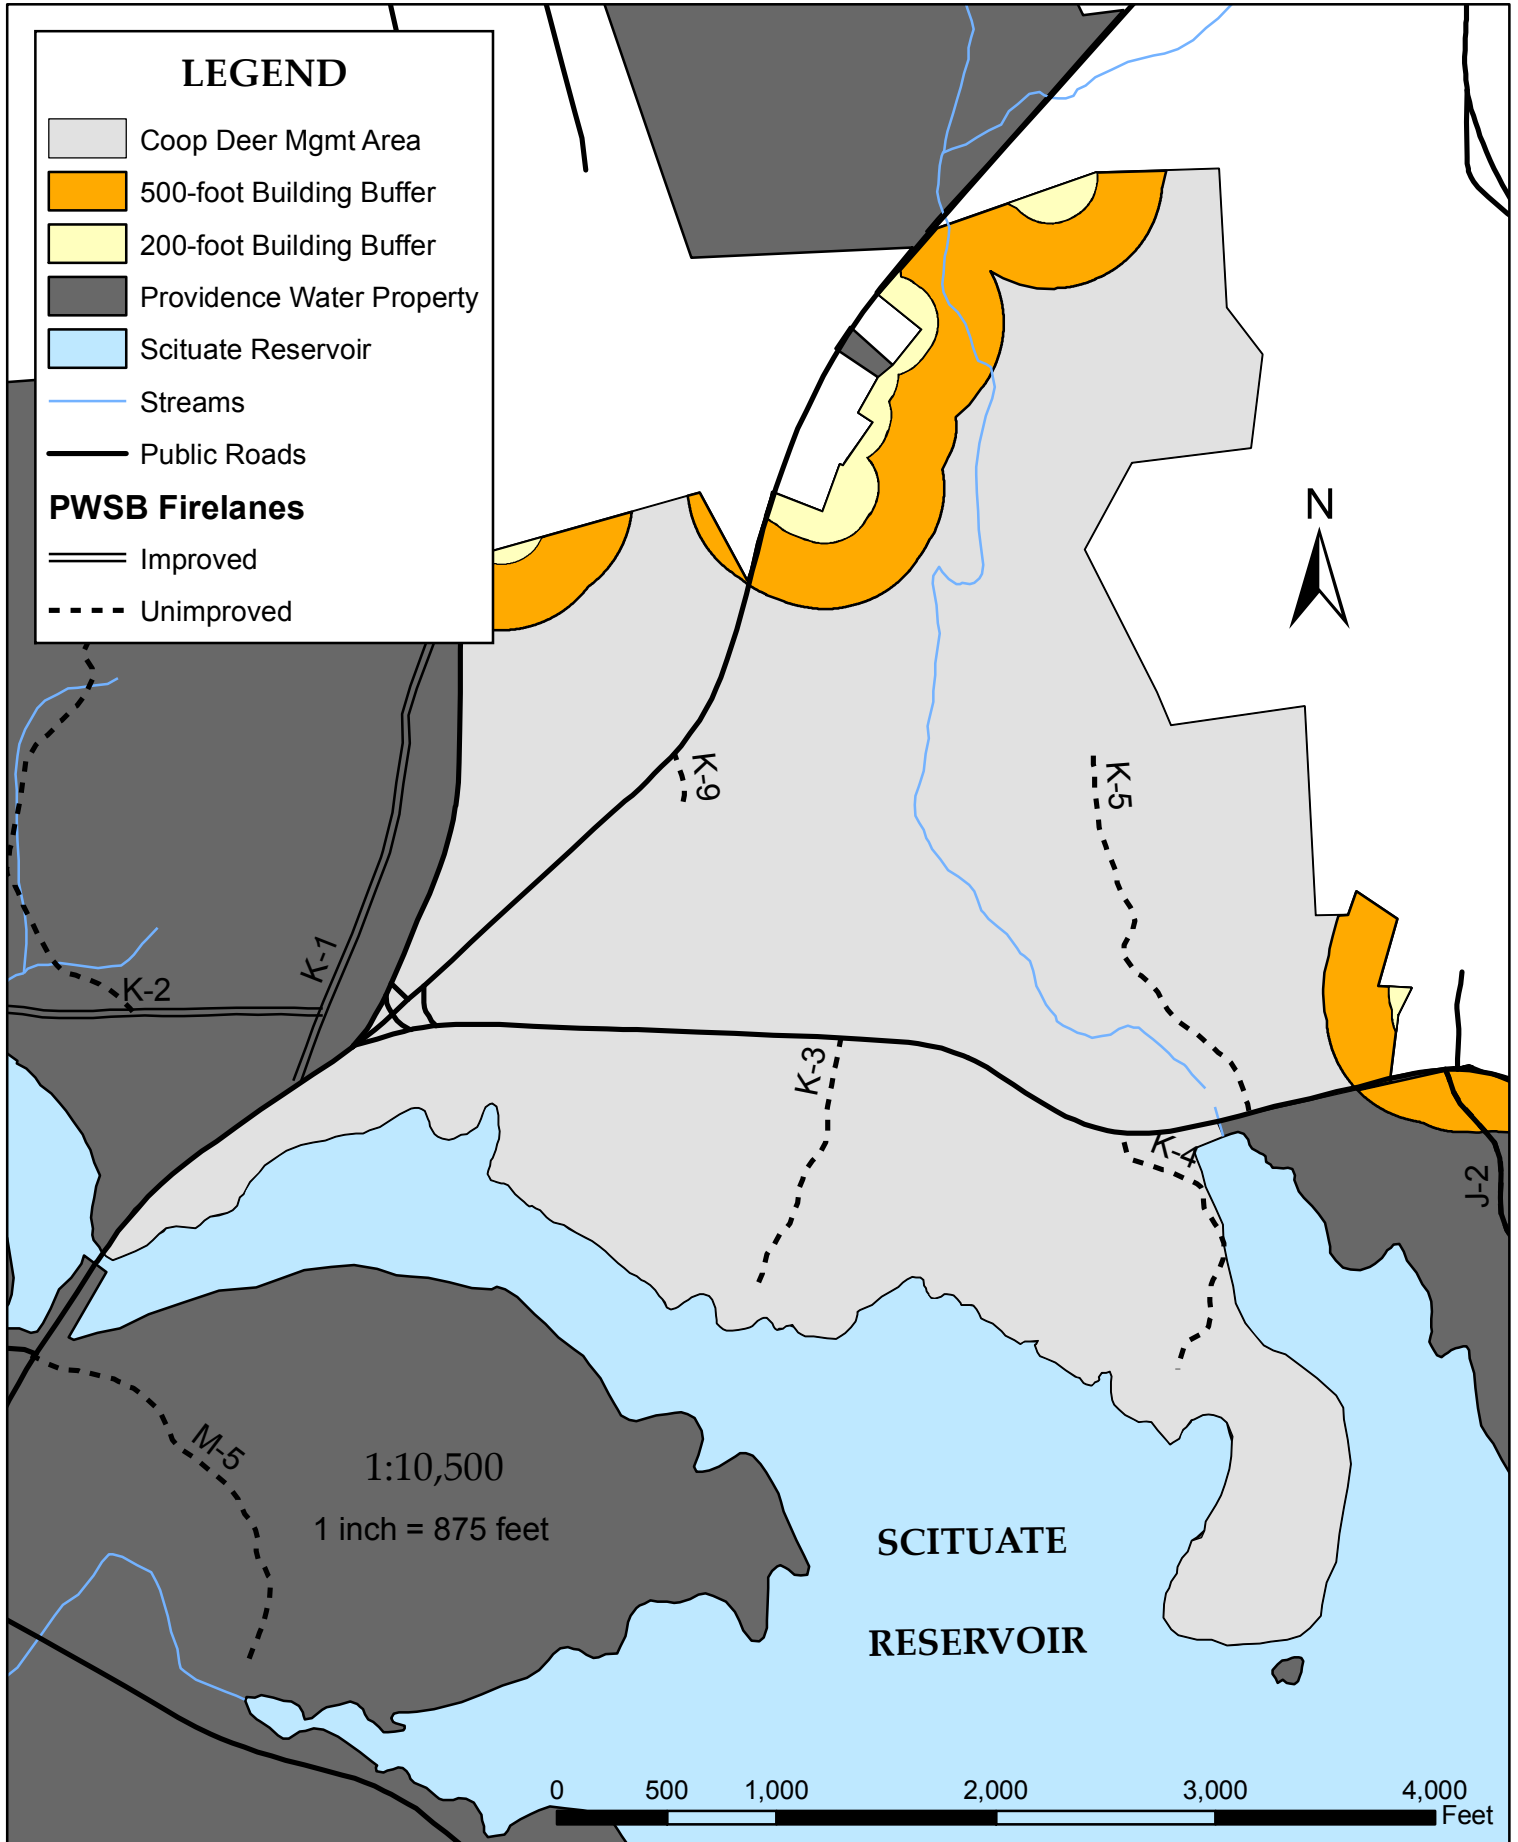 LEGEND
Coop Deer Mgmt Area
500-foot Building Buffer
200-foot Building Buffer
Providence Water Property
Scituate Reservoir
Streams
Public Roads
PWSB Firelanes
Improved
Unimproved
N
K-9
K-5
K-1
K-2
K-3
K-4
J-2
M-5
1:10,500
1 inch = 875 feet
SCITUATE
RESERVOIR
0 500 1,000 2,000 3,000 4,000
Feet